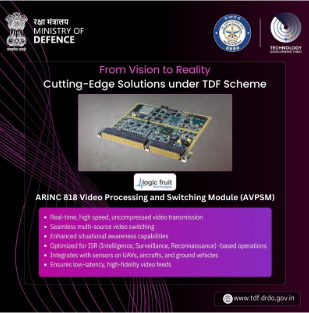 रक्षा मंत्रालय
MINISTRY OF
DEFENCE
DRDO
TECHNOLOGY
DEVELOPMENT FUND
From Vision to Reality
Cutting-Edge Solutions under TDF Scheme
logic fruit
ARINC 818 Video Processing and Switching Module (AVPSM)
Real-time, high speed, uncompressed video transmission
Seamless multi-source video switching
Enhanced situational awareness capabilities
Optimized for ISR (Intelligence, Surveillance, Reconnaissance) -based operations
Integrates with sensors on UAVs, aircrafts, and ground vehicles
Ensures low-latency, high-fidelity video feeds
www.tdf.drdo.gov.in